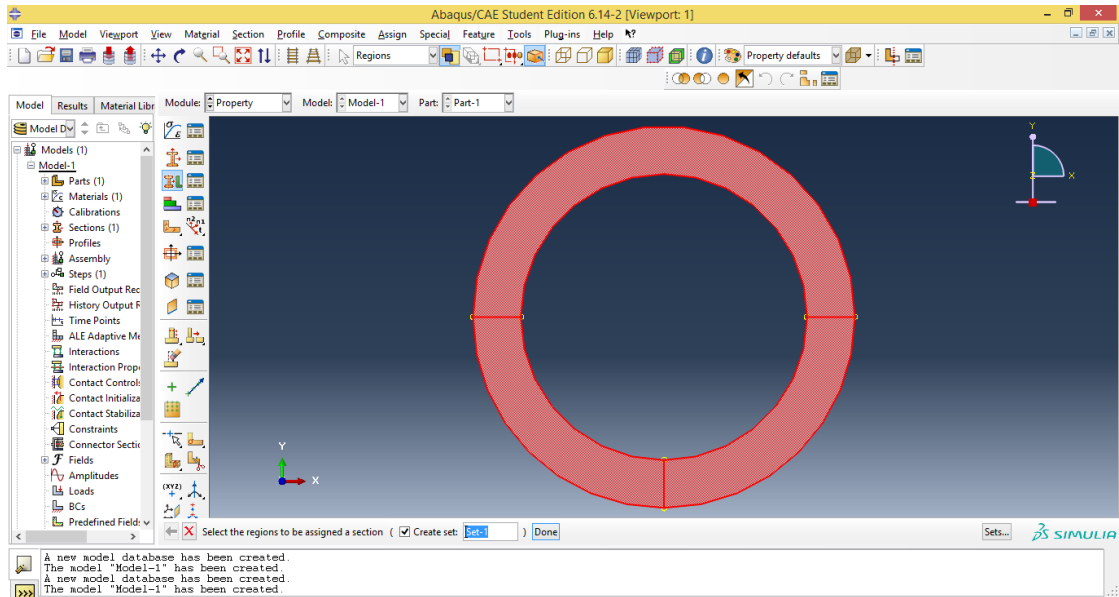 Abaqus/CAE Student Edition 6.14-2 [Viewport: 1]
File Model Viewport View Material Section Profile Composite Assign Special Feature Tools Plug-ins Help
Regions
Property defaults
Model Results Material Libr
Module: Property Model: Model-1 Part: Part-1
Model D
Models (1)
Model-1
Parts (1)
Materials (1)
Calibrations
Sections (1)
Profiles
Assembly
Steps (1)
Field Output Rec
History Output R
Time Points
ALE Adaptive Me
Interactions
Interaction Prope
Contact Controls
Contact Initializa
Contact Stabiliza
Constraints
Connector Sectio
Fields
Amplitudes
Loads
BCs
Predefined Fields
(XYZ)
Y
X
Z
Y
X
Select the regions to be assigned a section ( Create set: Set-1 ) Done
Sets...
SIMULIA
A new model database has been created.
The model "Model-1" has been created.
A new model database has been created.
The model "Model-1" has been created.
>>>